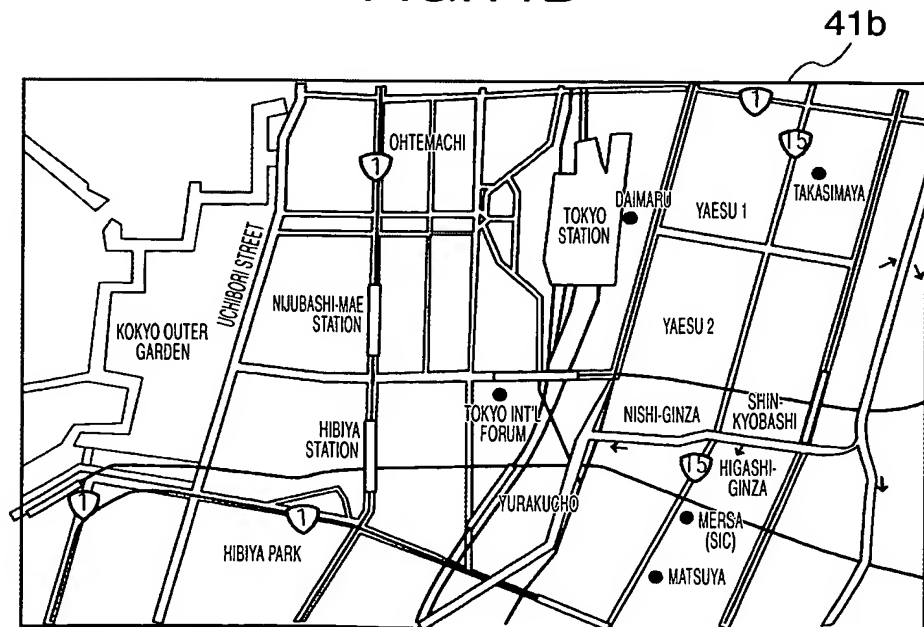 41b
1
15
OHTEMACHI
1
TAKASIMAYA
DAIMARU
YAESU 1
TOKYO
STATION
UCHIBORI STREET
NIJUBASHI-MAE
STATION
KOKYO OUTER
GARDEN
YAESU 2
TOKYO INT'L
FORUM
NISHI-GINZA
SHIN
KYOBASHI
HIBIYA
STATION
15
HIGASHI-
GINZA
1
1
YURAKUCHO
MERSA
(SIC)
HIBIYA PARK
MATSUYA